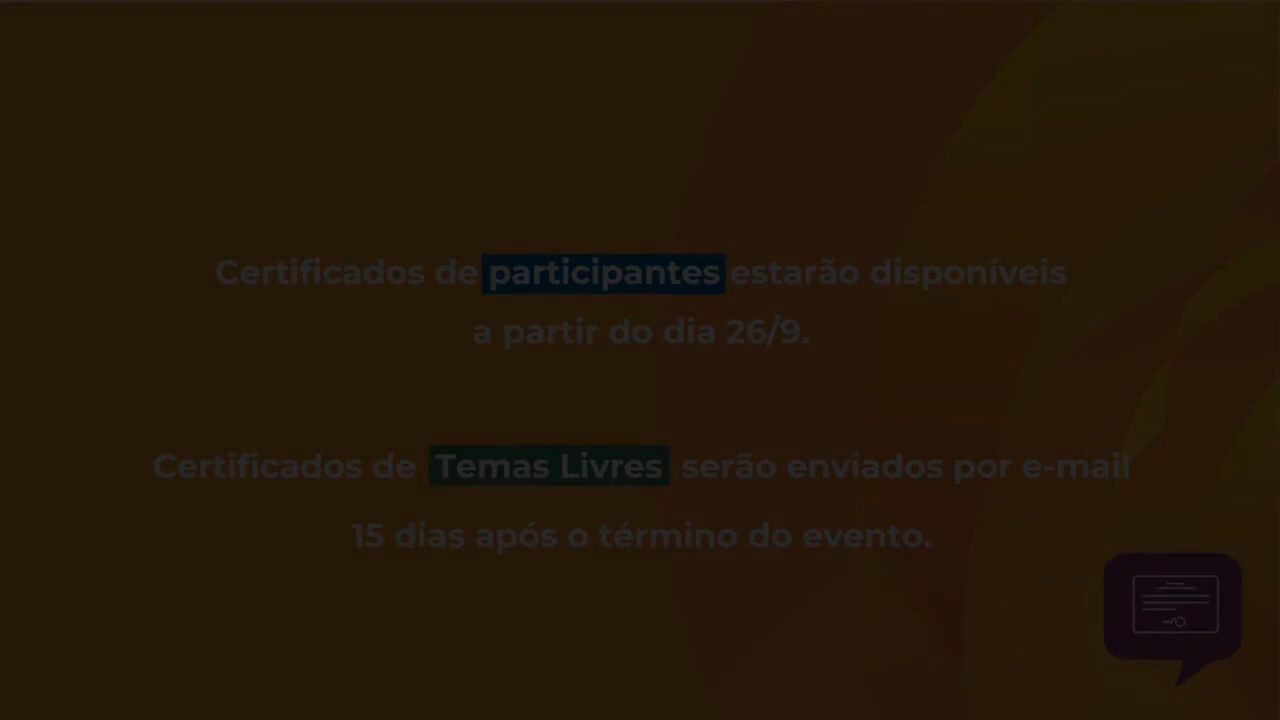 Certificados de participantes estarão disponíveis
a partir do dia 26/9.
Certificados de Temas Livres serão enviados por e-mail
15 dias após o término do evento.